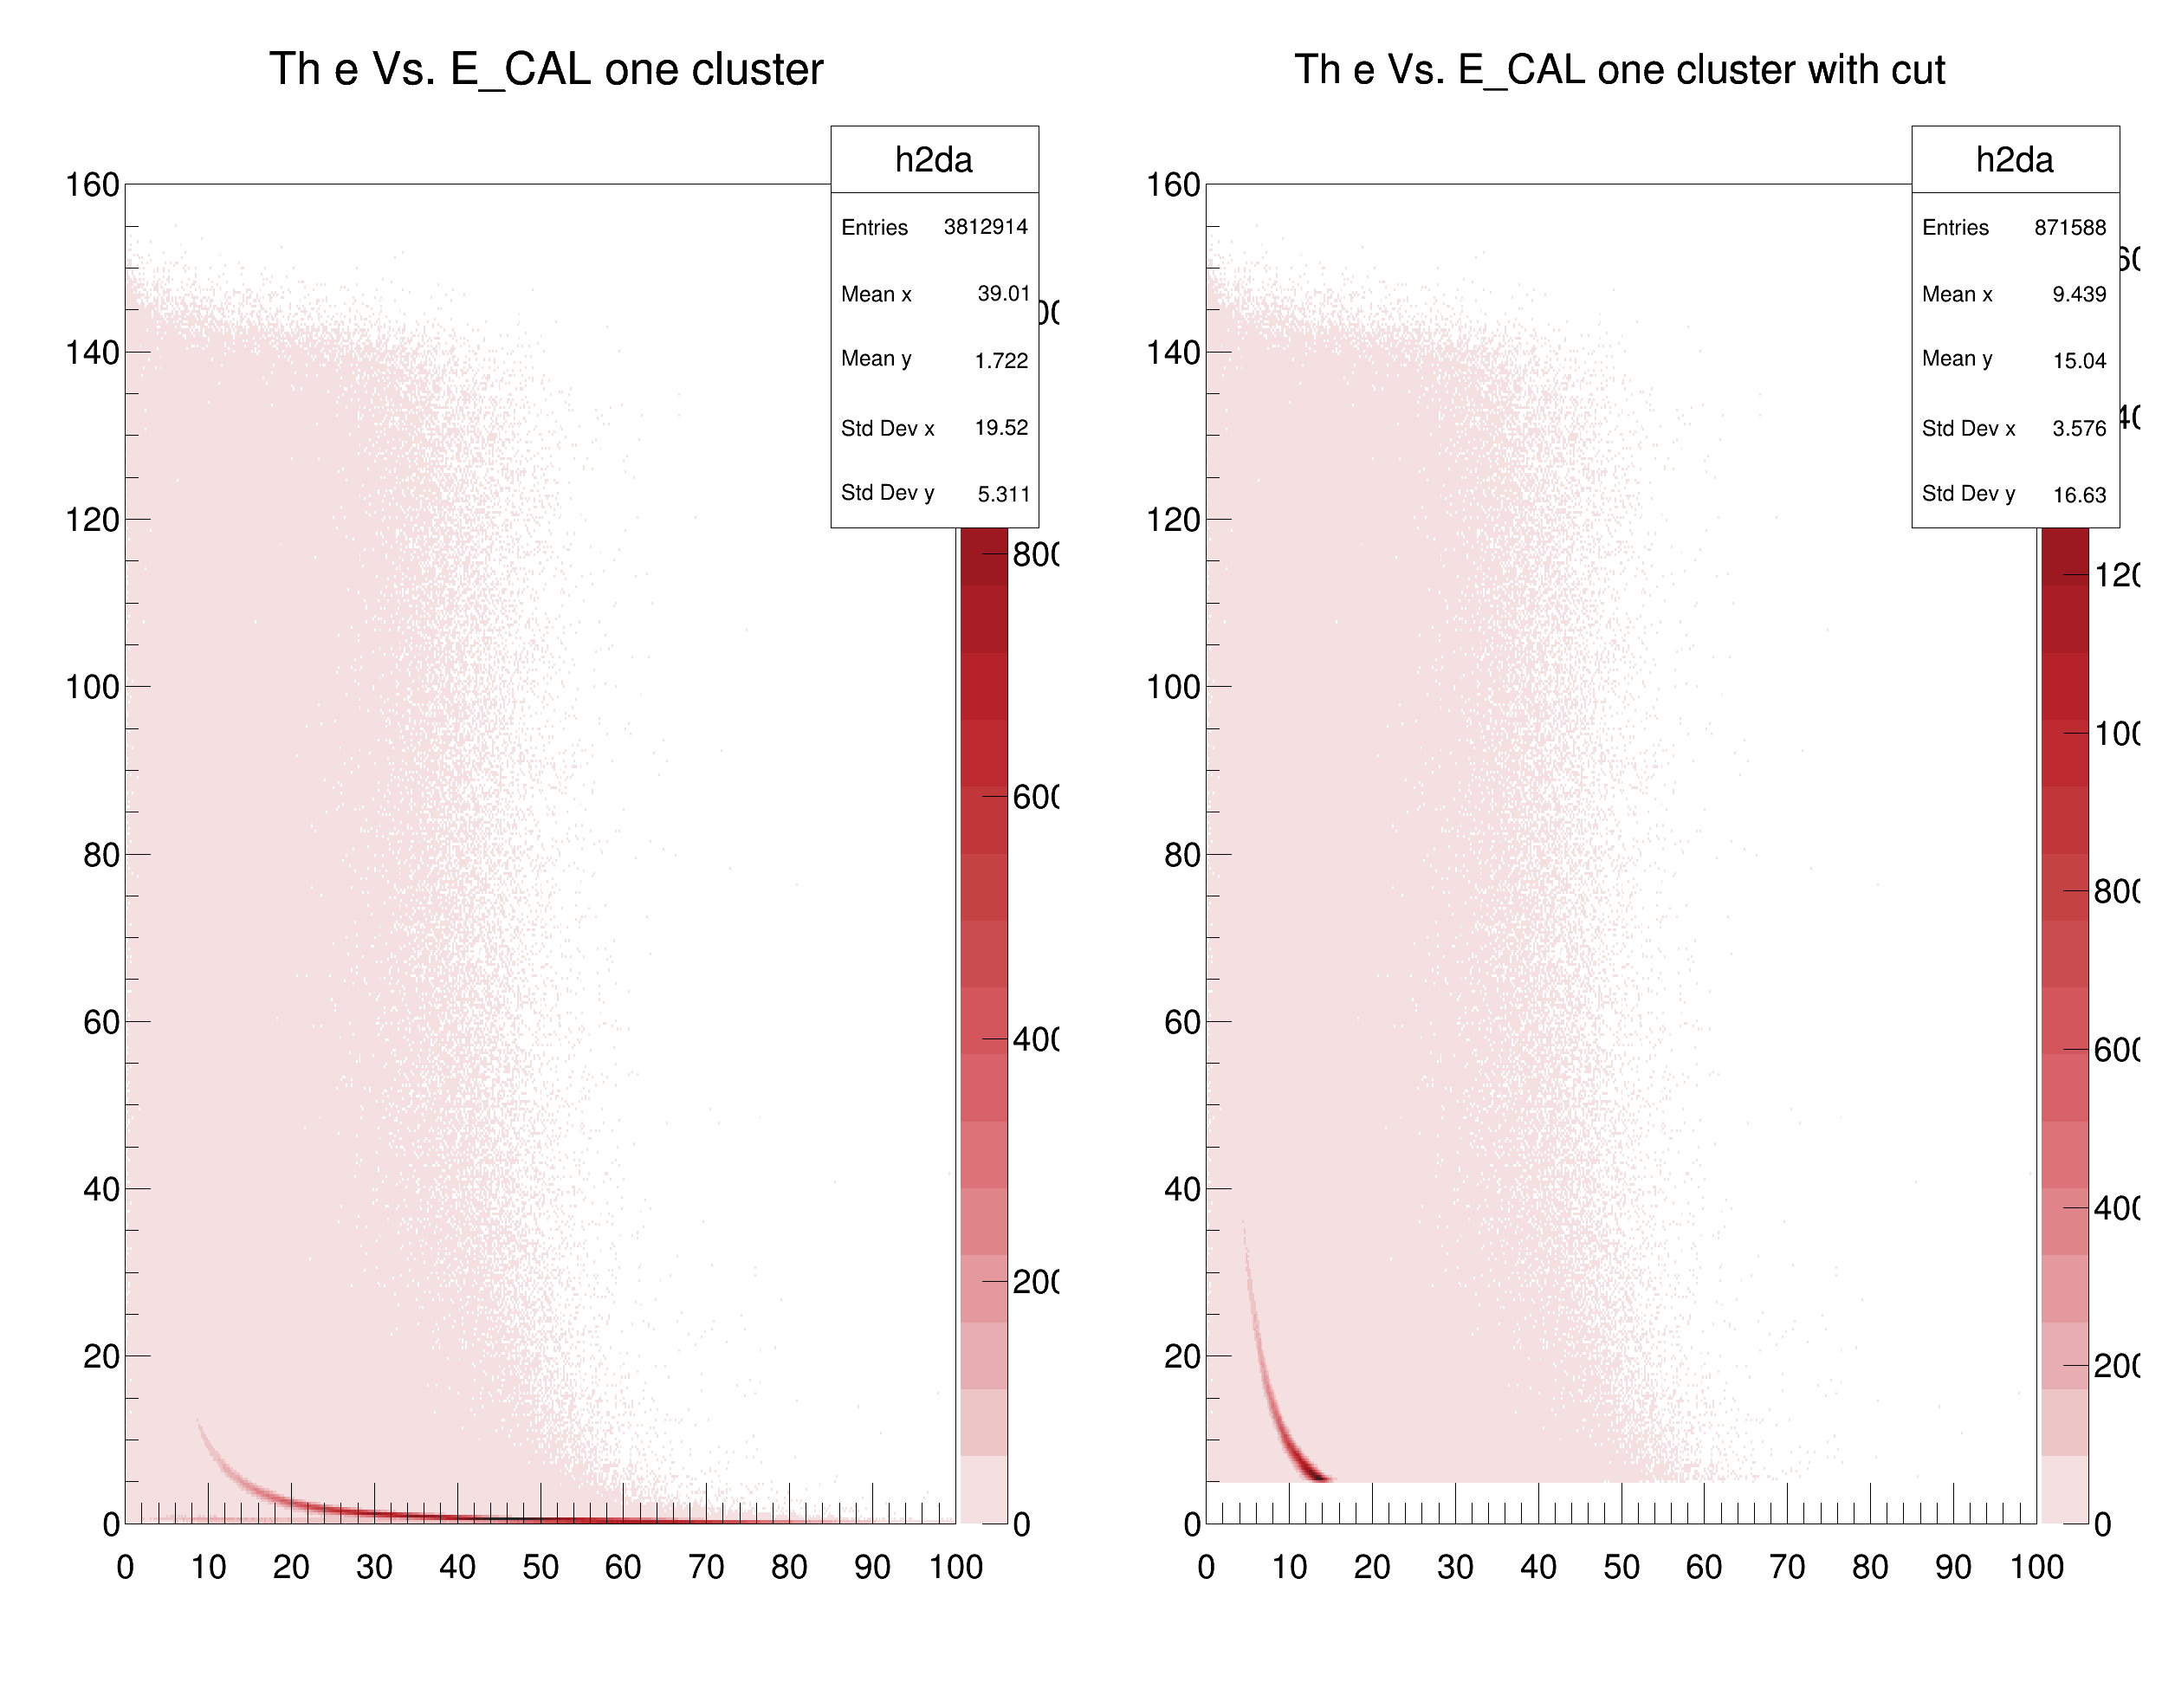 Th e Vs. E_CAL one cluster
h2da
Entries 3812914
Mean x 39.01
Mean y 1.722
Std Dev x 19.52
Std Dev y 5.311
160
140
120
100
80
60
40
20
0
0 10 20 30 40 50 60 70 80 90 100
0
Th e Vs. E_CAL one cluster with cut
h2da
Entries 871588
Mean x 9.439
Mean y 15.04
Std Dev x 3.576
Std Dev y 16.63
160
140
120
100
80
60
40
20
0
0 10 20 30 40 50 60 70 80 90 100
0